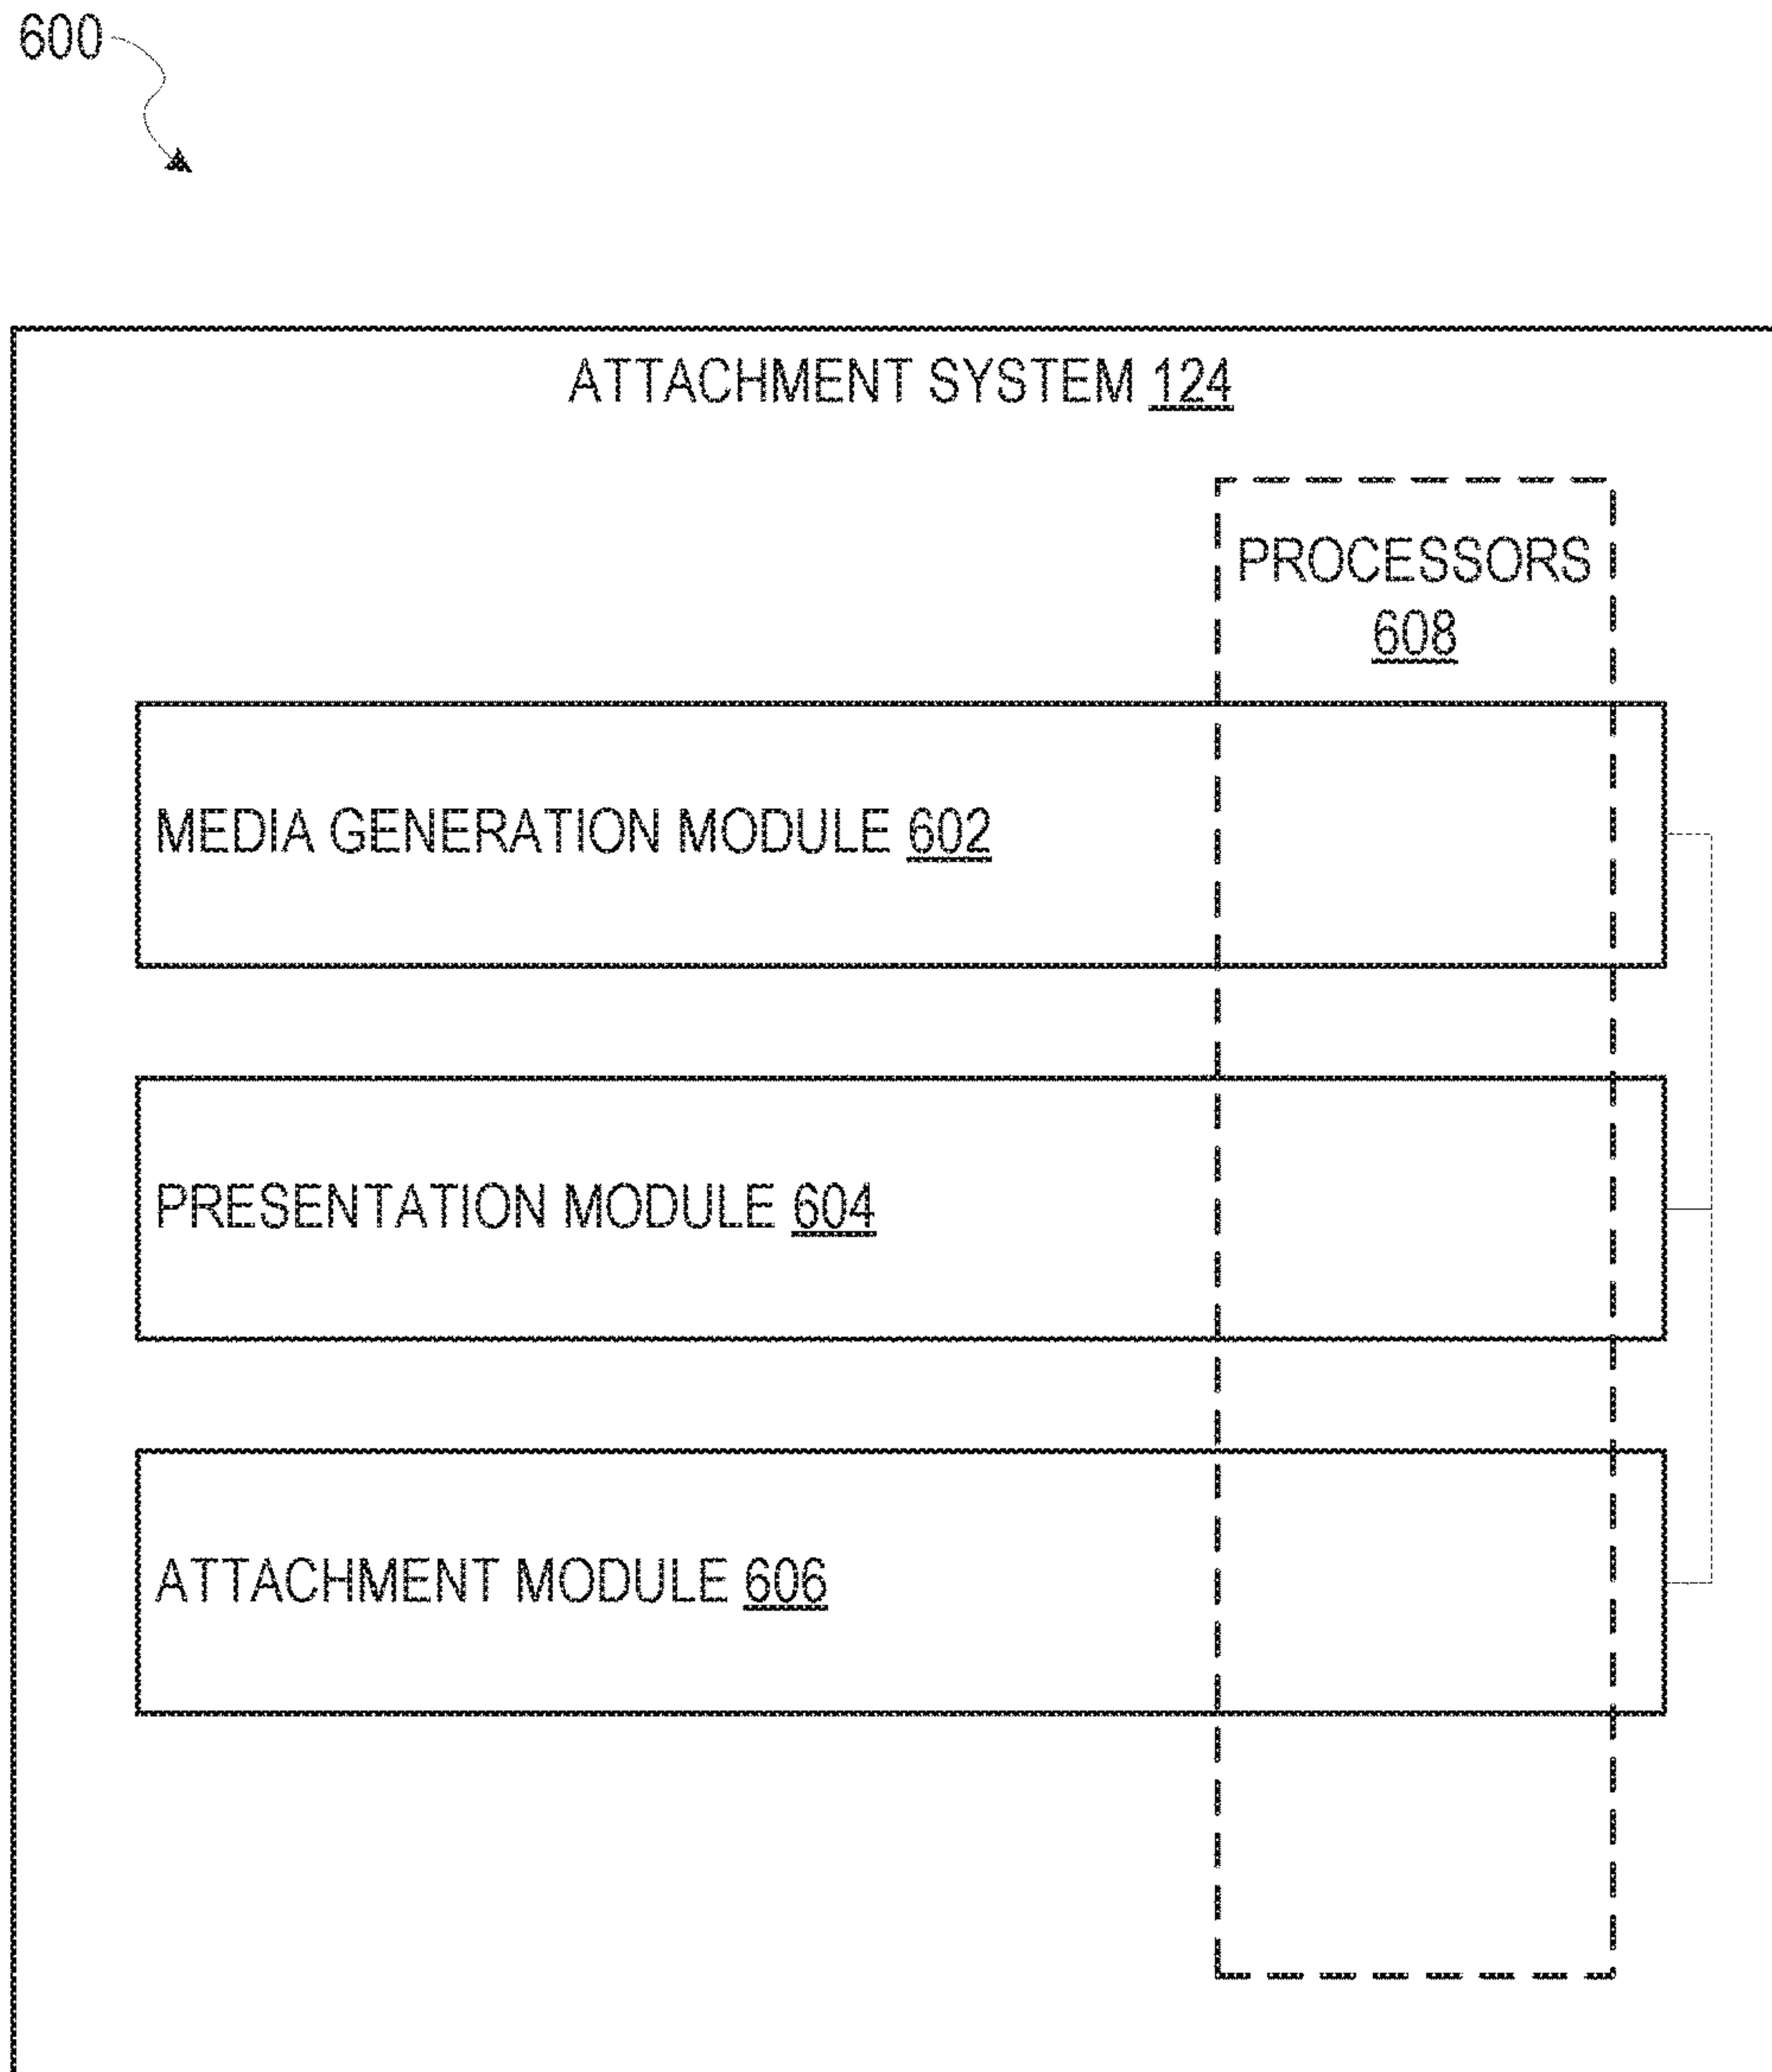 600
ATTACHMENT SYSTEM 124
PROCESSORS
608
MEDIA GENERATION MODULE 602
PRESENTATION MODULE 604
ATTACHMENT MODULE 606